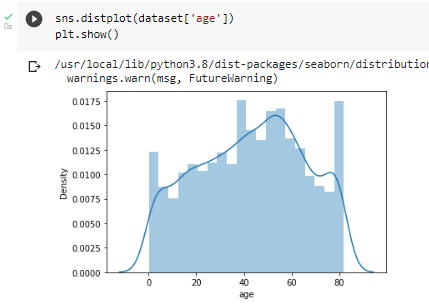 sns.distplot(dataset['age'])
plt.show()
0s
/usr/local/lib/python3.8/dist-packages/seaborn/distribution
warnings.warn(msg, FutureWarning)
0.0175
0.0150
0.0125
0.0100
0.0075
0.0050
0.0025
0.0000
Density
0 20 40 60 80
age